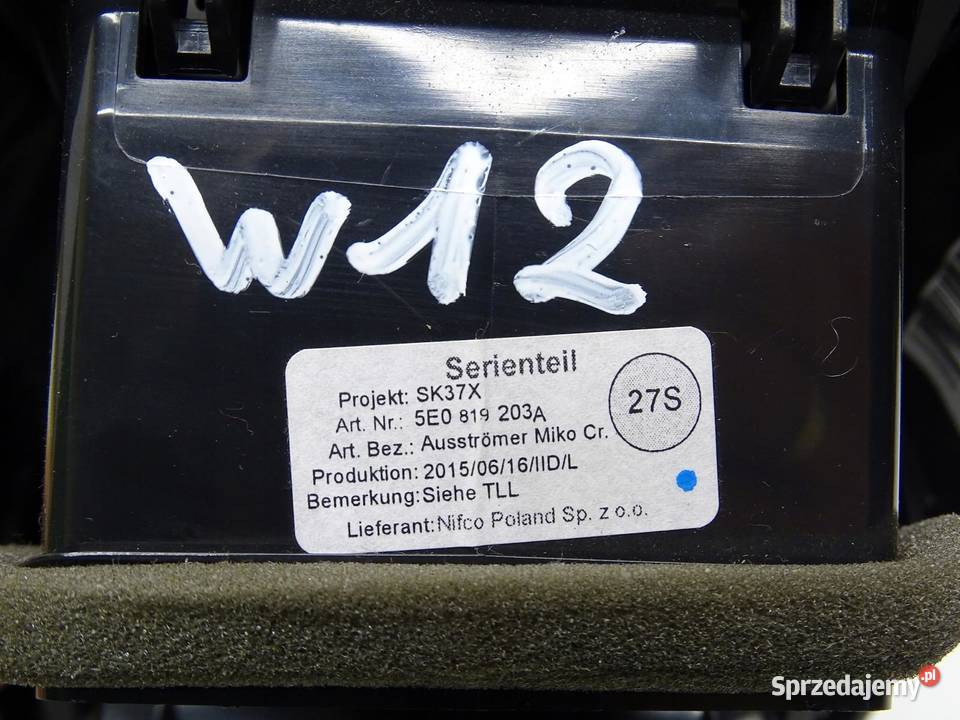 W12
Serienteil
Projekt: SK37X
Art. Nr.: 5E0 819 203A
Art. Bez.: Ausströmer Miko Cr.
27S
Produktion: 2015/06/16/IID/L
Bemerkung: Siehe TLL
Lieferant: Nifco Poland Sp. z o.o.
Sprzedajemy.pl